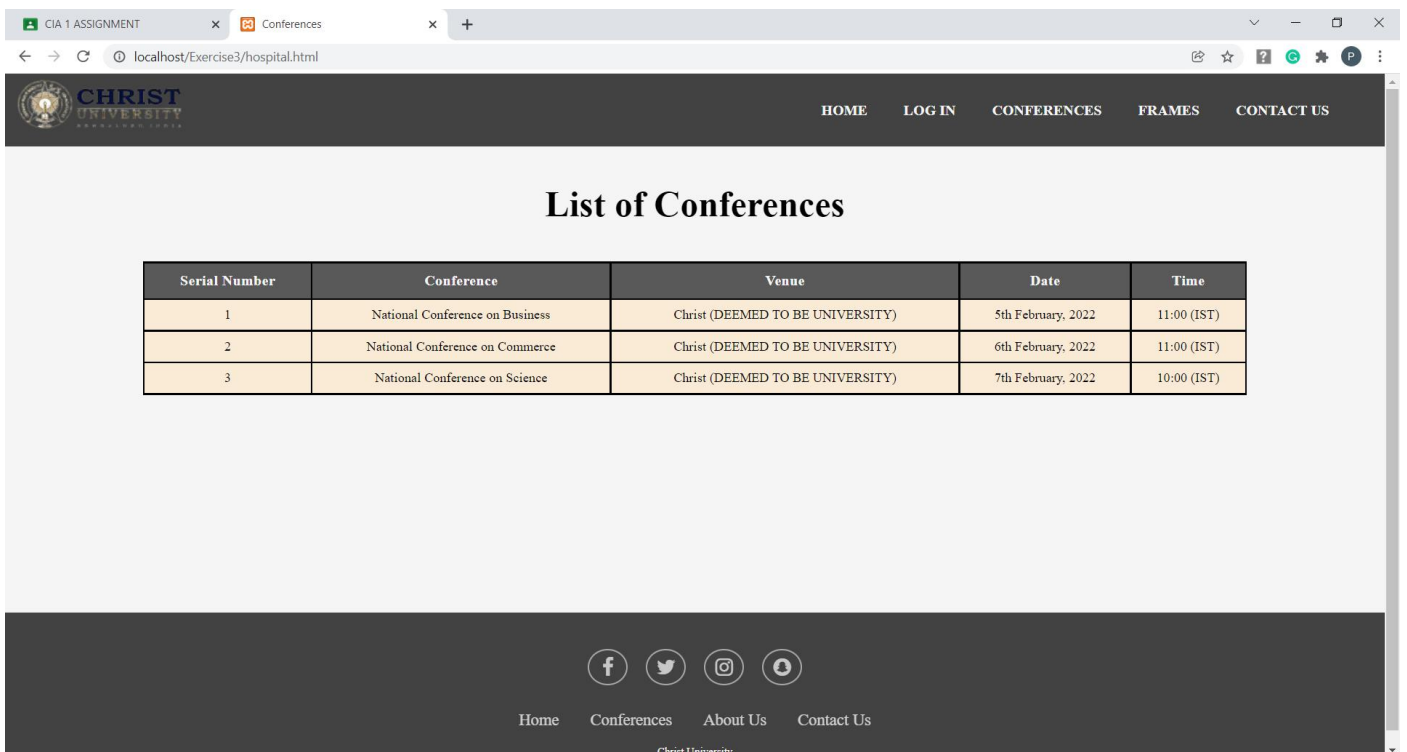 CIA 1 ASSIGNMENT Conferences
localhost/Exercise3/hospital.html P
CHRIST
UNIVERSITY
HOME LOG IN CONFERENCES FRAMES CONTACT US
List of Conferences
Serial Number Conference Venue Date Time
1 National Conference on Business Christ (DEEMED TO BE UNIVERSITY) 5th February, 2022 11:00 (IST)
2 National Conference on Commerce Christ (DEEMED TO BE UNIVERSITY) 6th February, 2022 11:00 (IST)
3 National Conference on Science Christ (DEEMED TO BE UNIVERSITY) 7th February, 2022 10:00 (IST)
Home Conferences About Us Contact Us
Christ University